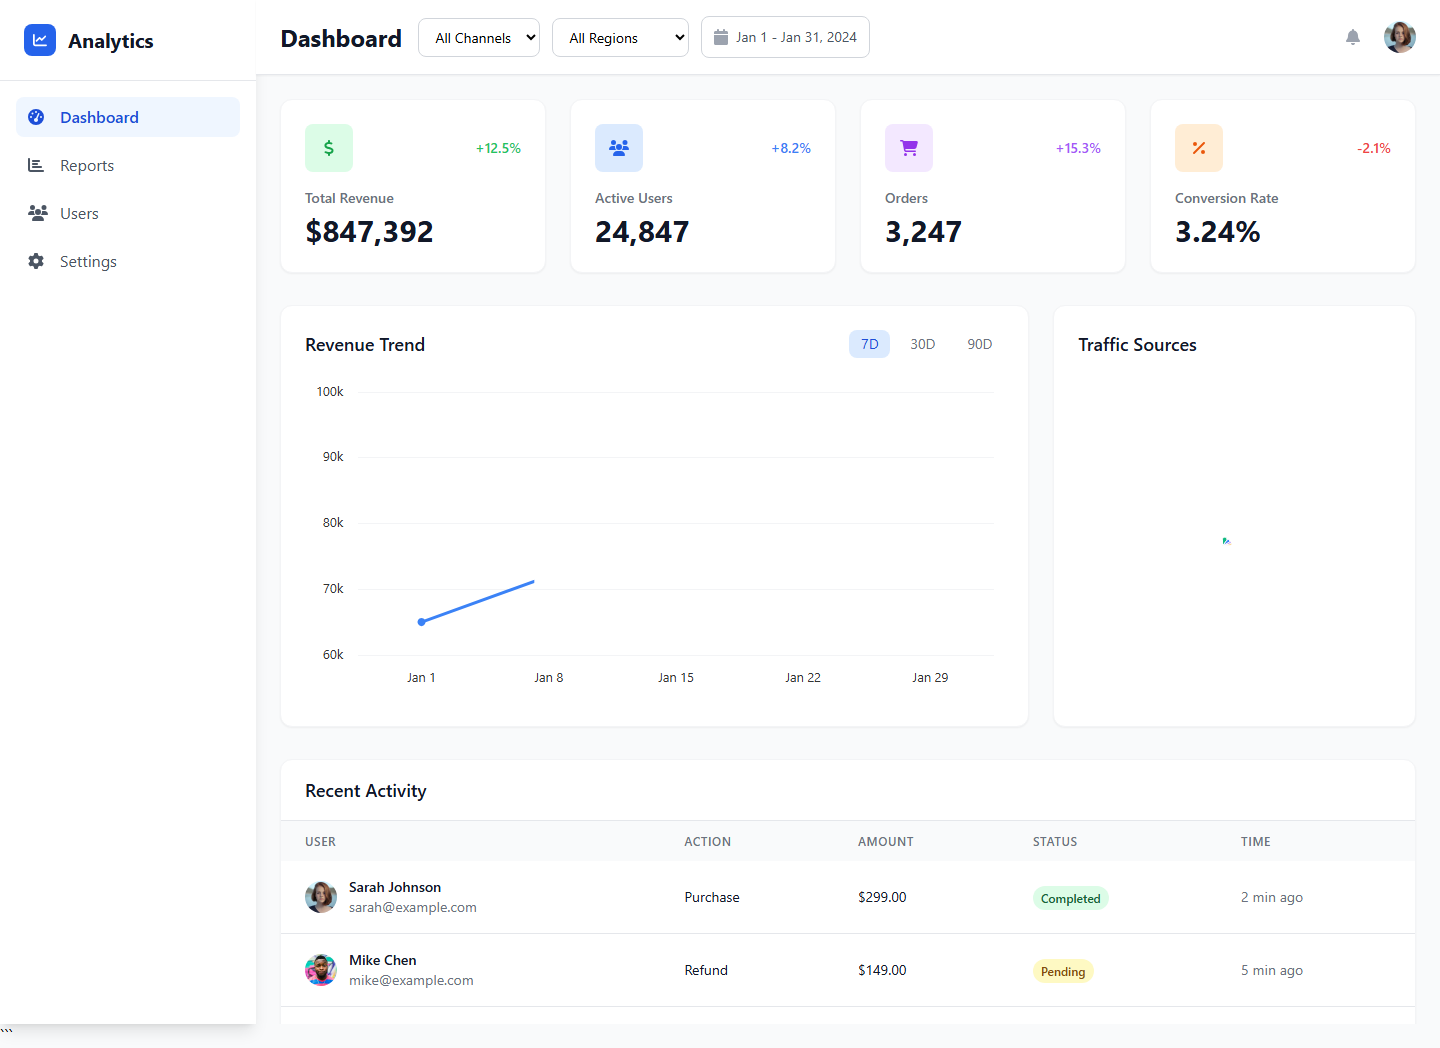 Analytics
Dashboard
Reports
Users
Settings
Dashboard
All Channels
All Regions
Jan 1 - Jan 31, 2024
+12.5%
Total Revenue
$847,392
+8.2%
Active Users
24,847
+15.3%
Orders
3,247
-2.1%
Conversion Rate
3.24%
Revenue Trend
7D 30D 90D
100k
90k
80k
70k
60k
Jan 1 Jan 8 Jan 15 Jan 22 Jan 29
Traffic Sources
Recent Activity
USER ACTION AMOUNT STATUS TIME
Sarah Johnson
sarah@example.com
Purchase $299.00 Completed 2 min ago
Mike Chen
mike@example.com
Refund $149.00 Pending 5 min ago
```